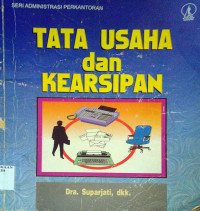 SERI ADMINISTRASI PERKANTORAN
TATA USAHA
dan
KEARSIPAN
Dra. Suparjati, dkk.